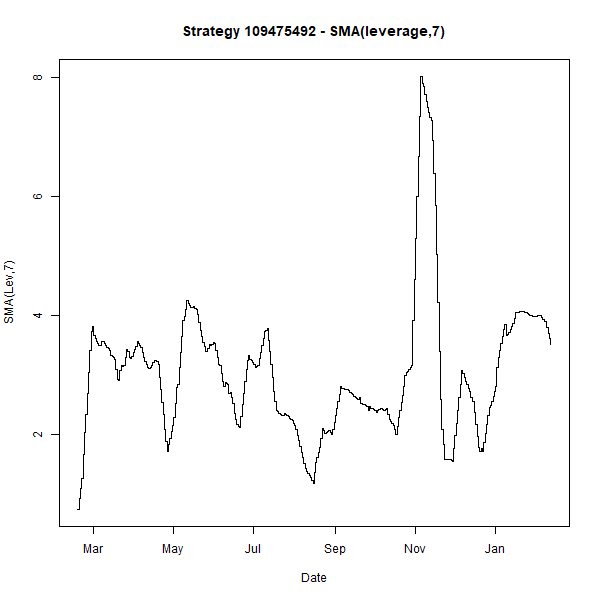 Strategy 109475492 - SMA(leverage,7)
SMA(Lev,7)
8
6
4
2
Mar May Jul Sep Nov Jan
Date